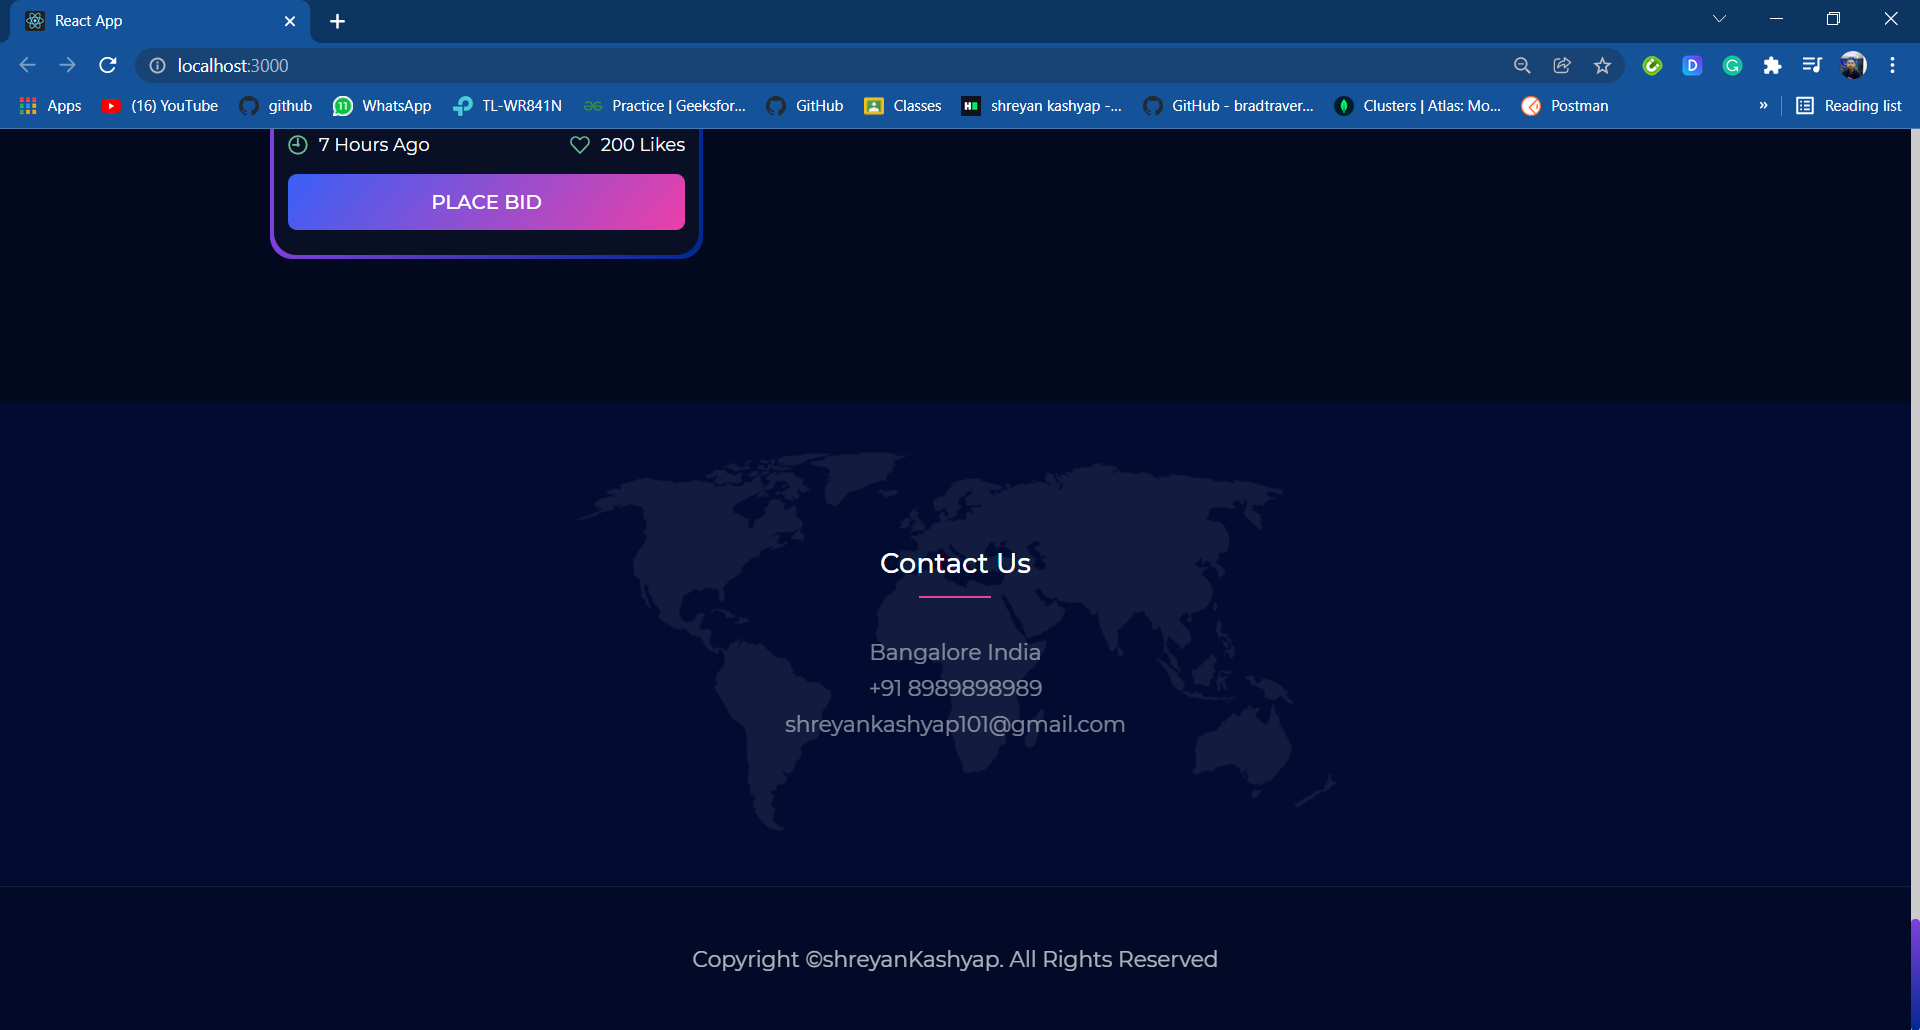 React App
localhost:3000
Apps
(16) YouTube
github
11
WhatsApp
TL-WR841N
Practice | Geeksfor...
GitHub
Classes
H
shreyan kashyap -...
GitHub - bradtraver...
Clusters | Atlas: Mo...
Postman
»
Reading list
D
G
7 Hours Ago
200 Likes
PLACE BID
Contact Us
Bangalore India
+91 8989898989
shreyankashyap101@gmail.com
Copyright ©shreyanKashyap. All Rights Reserved